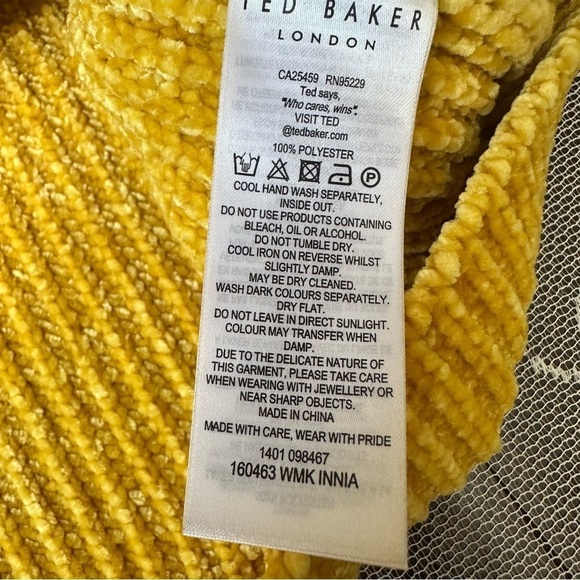 TED BAKER
LONDON
CA25459 RN95229
Ted says,
"Who cares, wins".
VISIT TED
@tedbaker.com
100% POLYESTER
P
COOL HAND WASH SEPARATELY,
INSIDE OUT.
DO NOT USE PRODUCTS CONTAINING
BLEACH, OIL OR ALCOHOL.
DO NOT TUMBLE DRY.
COOL IRON ON REVERSE WHILST
SLIGHTLY DAMP.
MAY BE DRY CLEANED.
WASH DARK COLOURS SEPARATELY.
DRY FLAT.
DO NOT LEAVE IN DIRECT SUNLIGHT.
COLOUR MAY TRANSFER WHEN
DAMP.
DUE TO THE DELICATE NATURE OF
THIS GARMENT, PLEASE TAKE CARE
WHEN WEARING WITH JEWELLERY OR
NEAR SHARP OBJECTS.
MADE IN CHINA
MADE WITH CARE, WEAR WITH PRIDE
1401 098467
160463 WMK INNIA